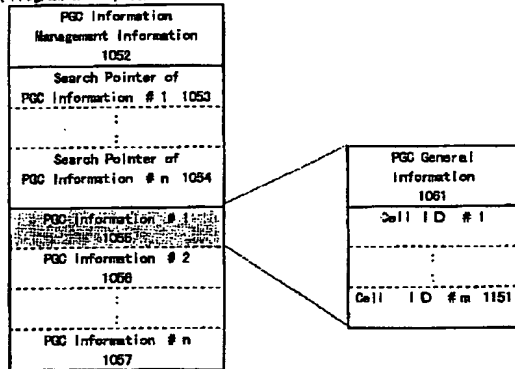 PGC Information
Management Information
1052
Search Pointer of
PGC Information # 1 1053
Search Pointer of
PGC Information # n 1054
PGC Information # 1
1055
PGC Information # 2
1056
PGC Information # n
1057
PGC General
Information
1061
Cell ID # 1
Cell ID # m 1151